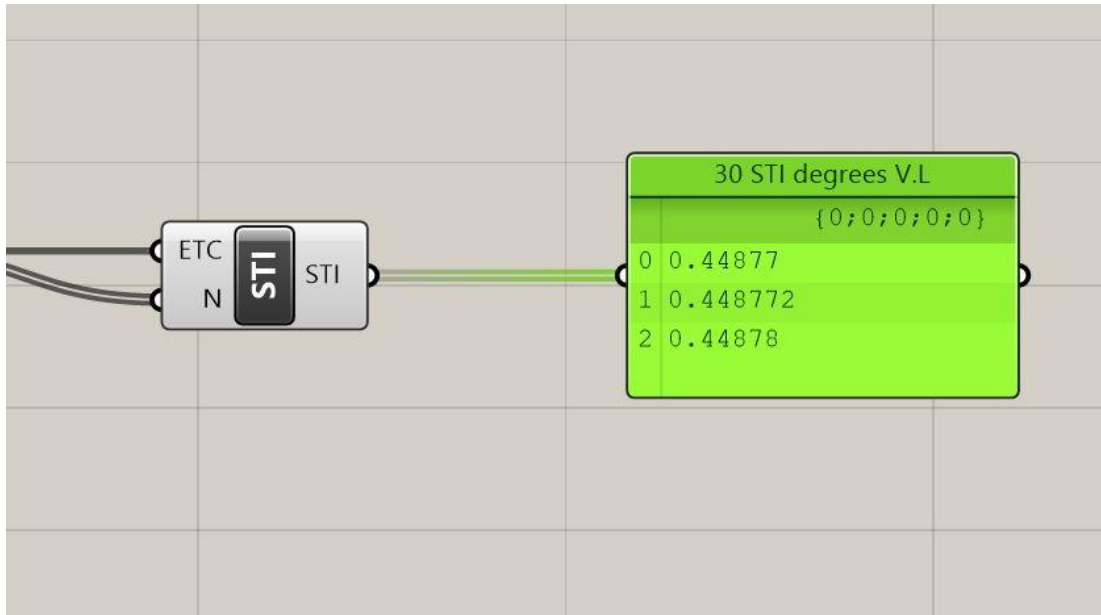 ETC
N
STI
STI
30 STI degrees V.L
{0;0;0;0;0}
0 0.44877
1 0.448772
2 0.44878